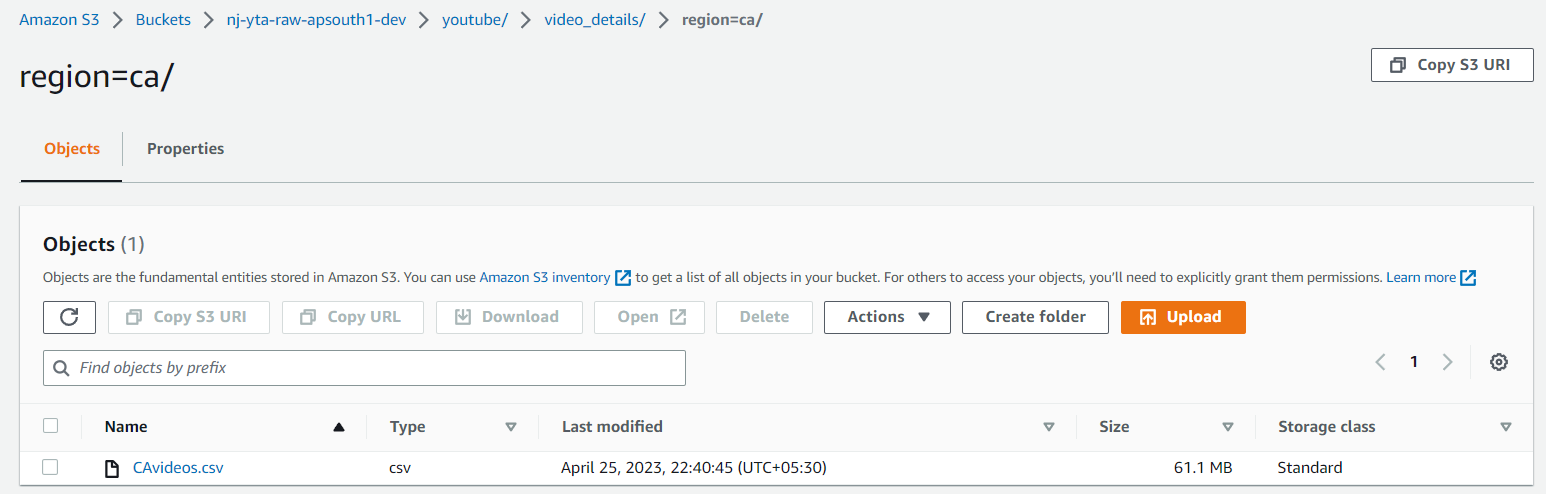 Amazon S3 > Buckets > nj-yta-raw-apsouth1-dev > youtube/ > video_details/ > region=ca/
region=ca/
Copy S3 URI
Objects Properties
Objects (1)
Objects are the fundamental entities stored in Amazon S3. You can use Amazon S3 inventory to get a list of all objects in your bucket. For others to access your objects, you'll need to explicitly grant them permissions. Learn more
Copy S3 URI Copy URL Download Open Delete Actions Create folder Upload
Find objects by prefix
1
Name Type Last modified Size Storage class
CAvideos.csv csv April 25, 2023, 22:40:45 (UTC+05:30) 61.1 MB Standard